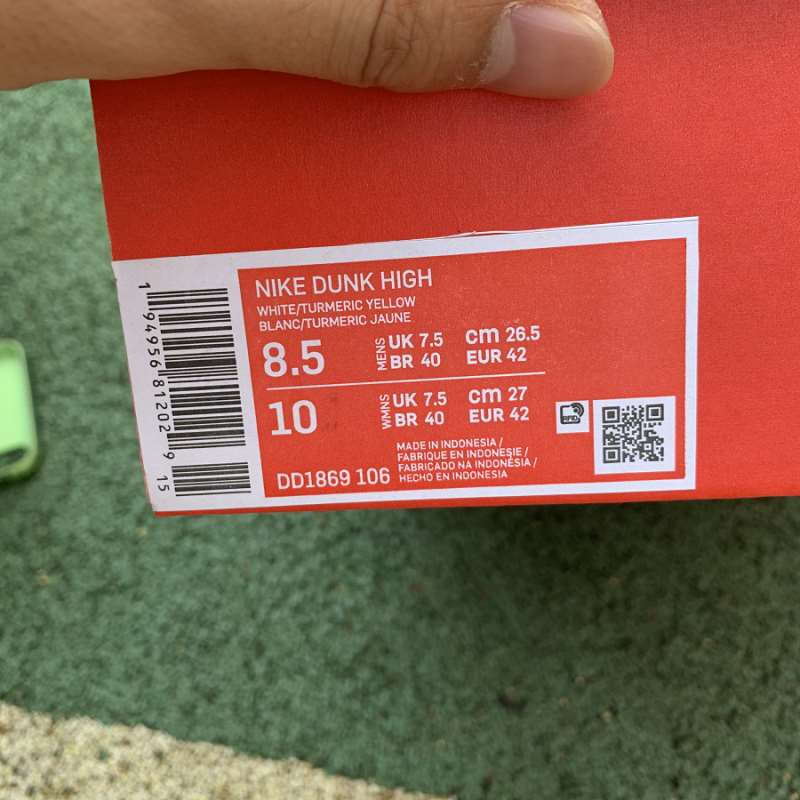 NIKE DUNK HIGH
WHITE/TURMERIC YELLOW
BLANC/TURMERIC JAUNE
8.5 MENS UK 7.5 cm 26.5
BR 40 EUR 42
10 WMNS UK 7.5 cm 27
BR 40 EUR 42
MADE IN INDONESIA/
FABRIQUE EN INDONESIE/
FABRICADO NA INDONÉSIA/
HECHO EN INDONESIA
DD1869 106
1 94956 81202 9 15